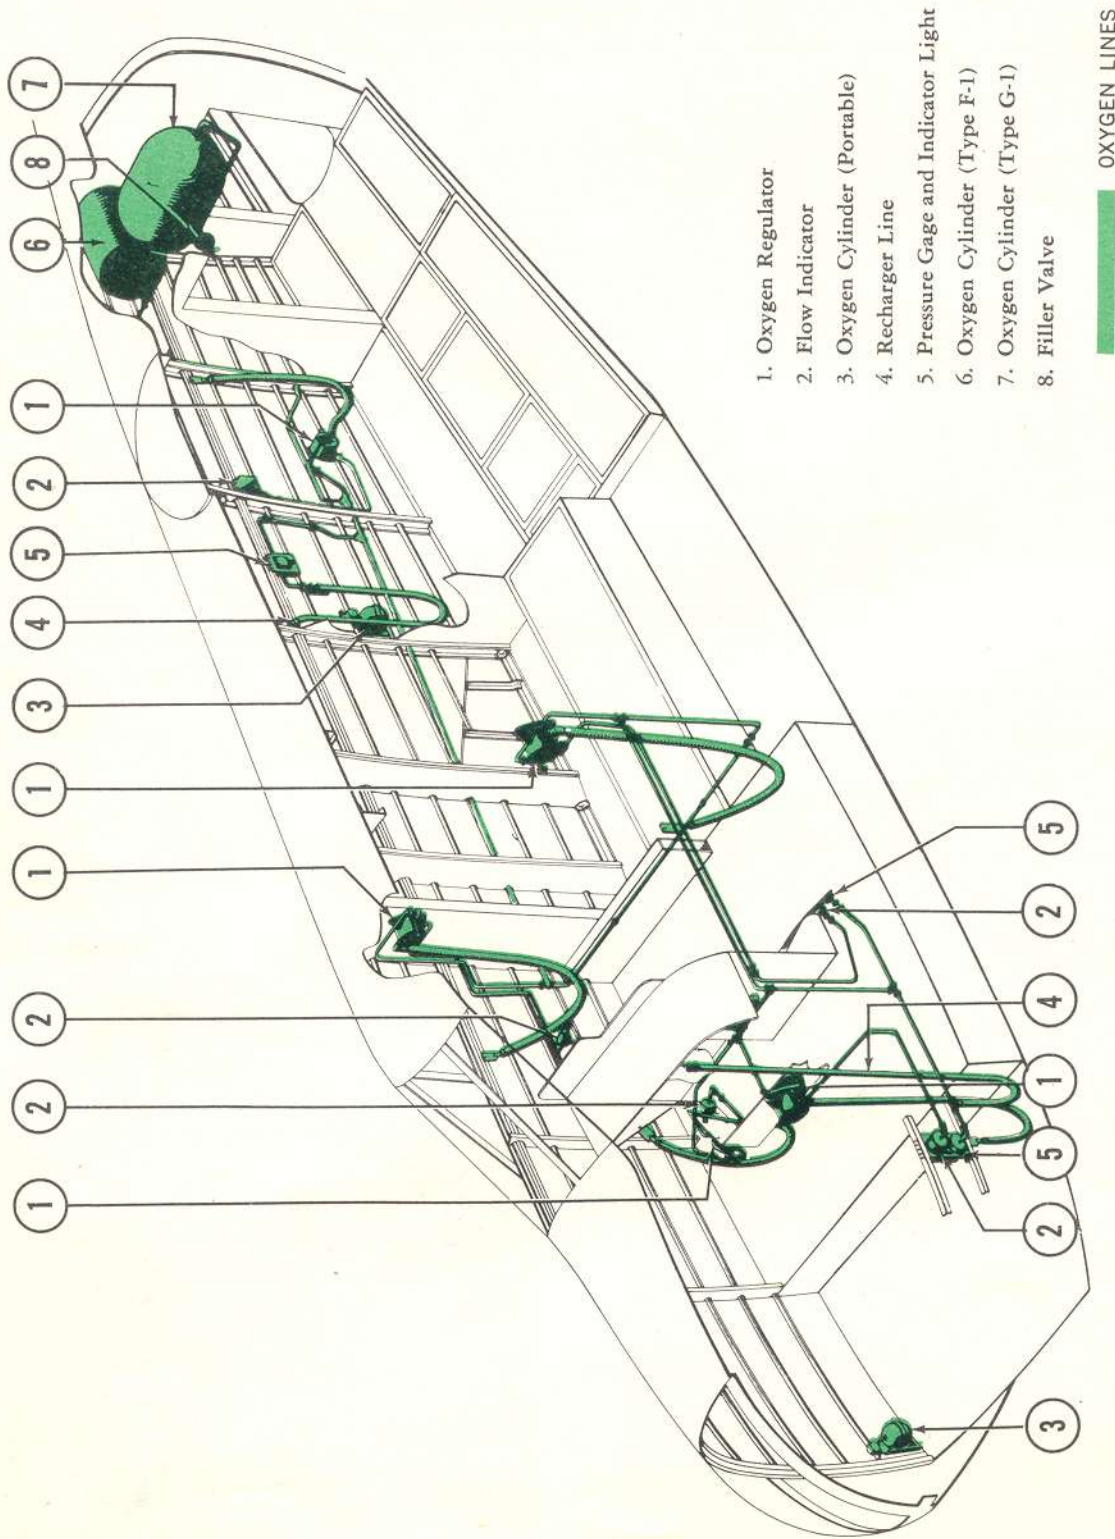 7
8
6
1
2
5
4
3
1
1
2
2
1
5
2
4
1
5
2
3
1. Oxygen Regulator
2. Flow Indicator
3. Oxygen Cylinder (Portable)
4. Recharger Line
5. Pressure Gage and Indicator Light
6. Oxygen Cylinder (Type F-1)
7. Oxygen Cylinder (Type G-1)
8. Filler Valve
OXYGEN LINES